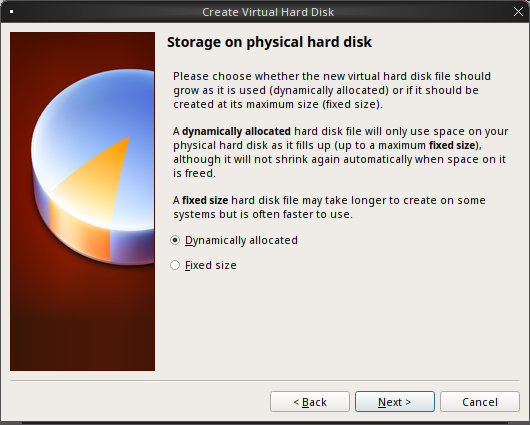 Create Virtual Hard Disk
Storage on physical hard disk
Please choose whether the new virtual hard disk file should
grow as it is used (dynamically allocated) or if it should be
created at its maximum size (fixed size).
A dynamically allocated hard disk file will only use space on your
physical hard disk as it fills up (up to a maximum fixed size),
although it will not shrink again automatically when space on it
is freed.
A fixed size hard disk file may take longer to create on some
systems but is often faster to use.
Dynamically allocated
Fixed size
< Back
Next >
Cancel